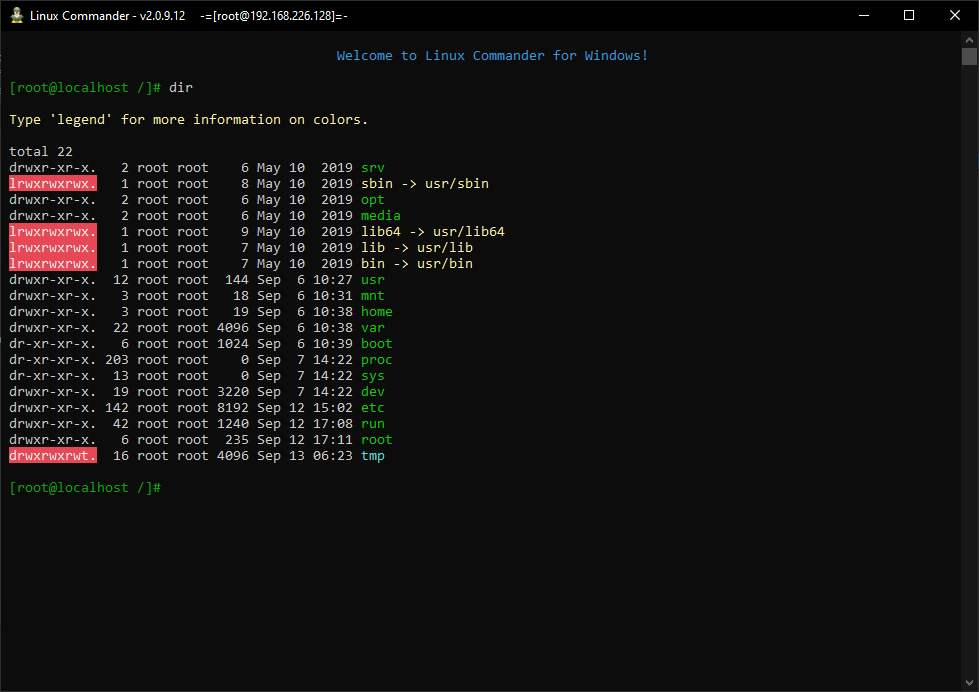 Linux Commander - v2.0.9.12    -=[root@192.168.226.128]=-
Welcome to Linux Commander for Windows!
[root@localhost /]# dir
Type 'legend' for more information on colors.
total 22
drwxr-xr-x.   2 root root    6 May 10  2019 srv
lrwxrwxrwx.   1 root root    8 May 10  2019 sbin -> usr/sbin
drwxr-xr-x.   2 root root    6 May 10  2019 opt
drwxr-xr-x.   2 root root    6 May 10  2019 media
lrwxrwxrwx.   1 root root    9 May 10  2019 lib64 -> usr/lib64
lrwxrwxrwx.   1 root root    7 May 10  2019 lib -> usr/lib
lrwxrwxrwx.   1 root root    7 May 10  2019 bin -> usr/bin
drwxr-xr-x.  12 root root  144 Sep  6 10:27 usr
drwxr-xr-x.   3 root root   18 Sep  6 10:31 mnt
drwxr-xr-x.   3 root root   19 Sep  6 10:38 home
drwxr-xr-x.  22 root root 4096 Sep  6 10:38 var
dr-xr-xr-x.   6 root root 1024 Sep  6 10:39 boot
dr-xr-xr-x. 203 root root    0 Sep  7 14:22 proc
dr-xr-xr-x.  13 root root    0 Sep  7 14:22 sys
drwxr-xr-x.  19 root root 3220 Sep  7 14:22 dev
drwxr-xr-x. 142 root root 8192 Sep 12 15:02 etc
drwxr-xr-x.  42 root root 1240 Sep 12 17:08 run
drwxr-xr-x.   6 root root  235 Sep 12 17:11 root
drwxrwxrwt.  16 root root 4096 Sep 13 06:23 tmp
[root@localhost /]#